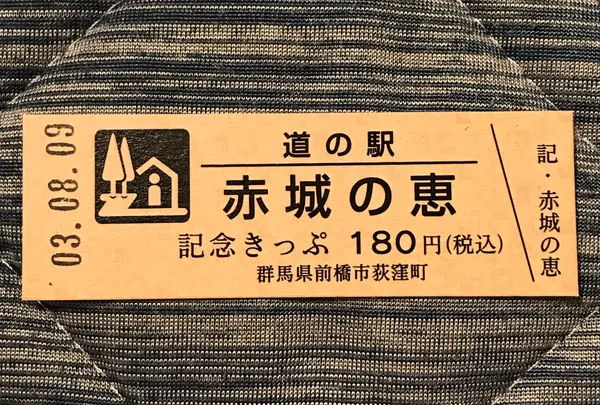 03.08.09
道の駅
赤城の恵
記念きっぷ 180円(税込)
群馬県前橋市荻窪町
記・赤城の恵